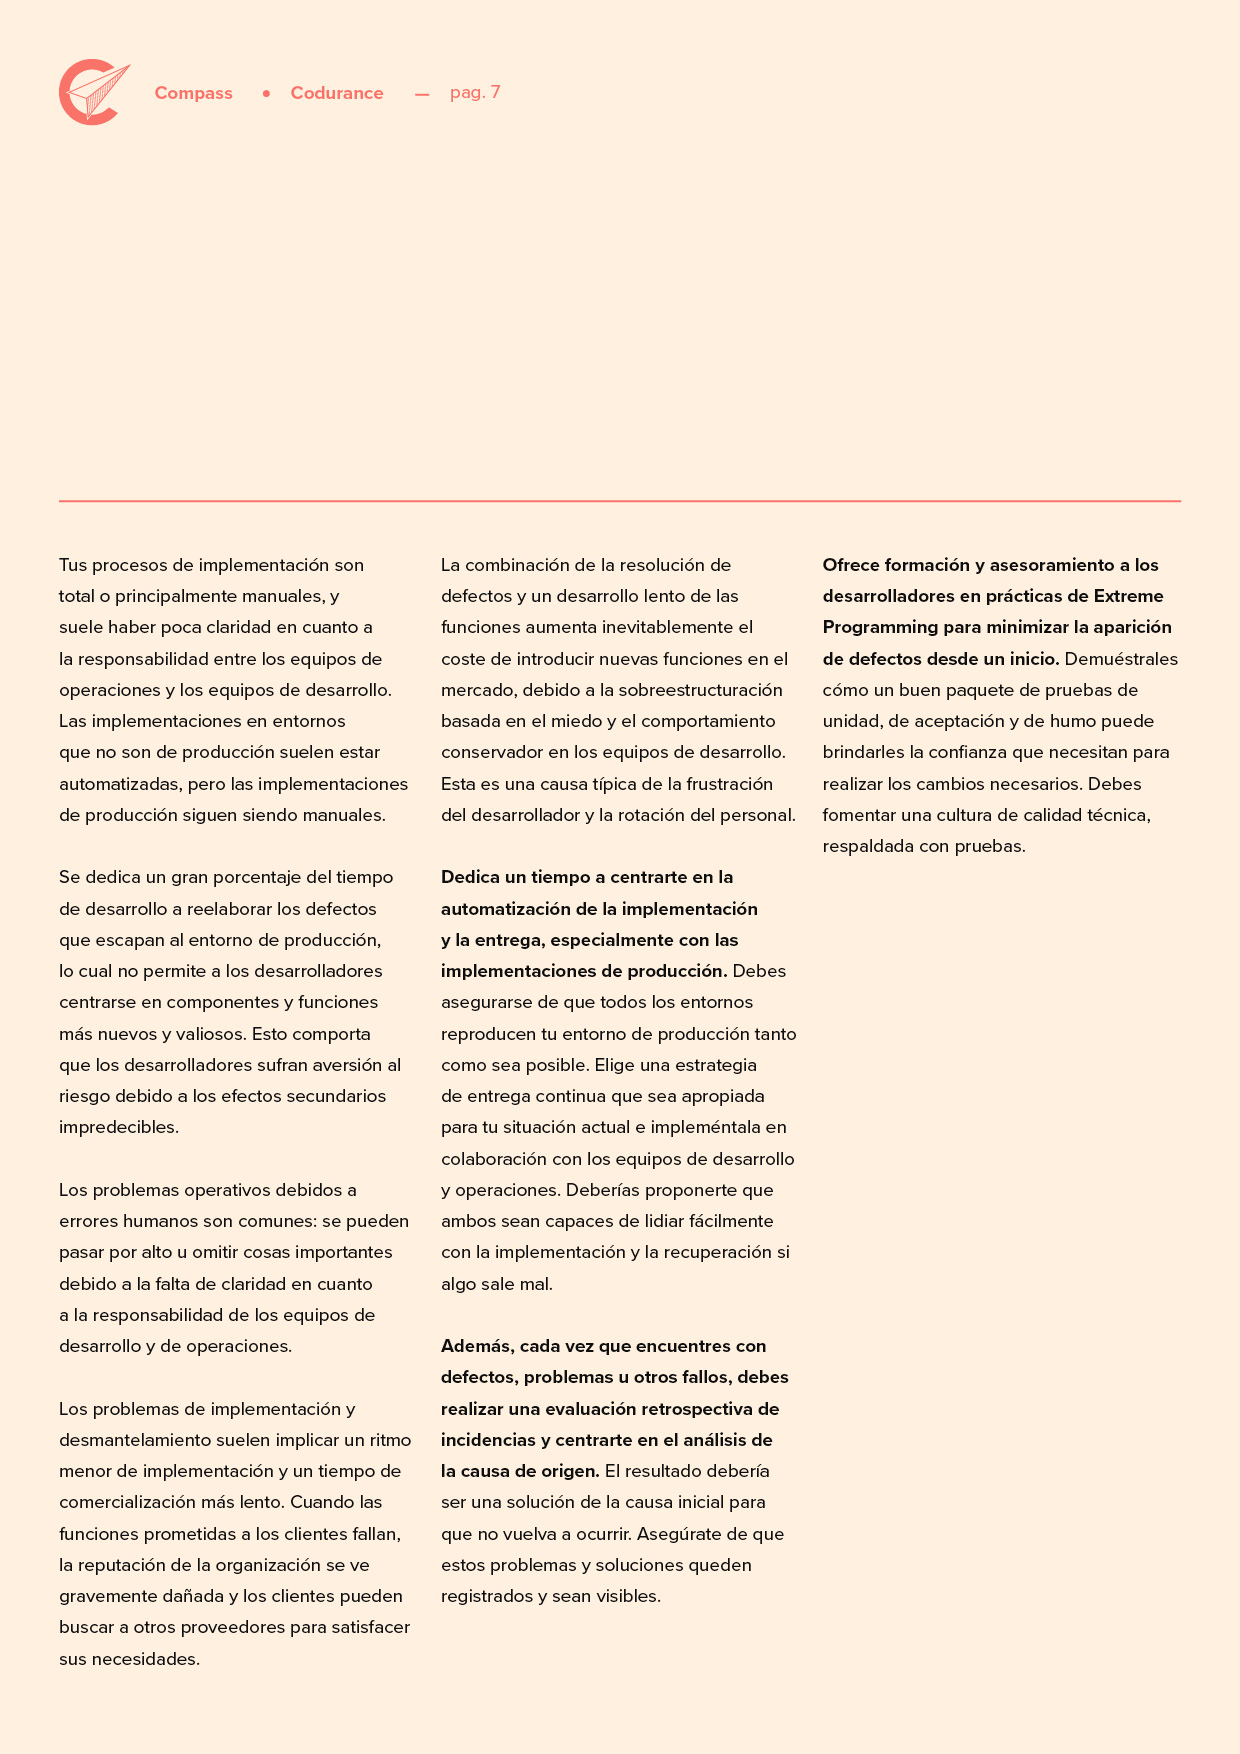 Compass • Codurance — pag. 7
Tus procesos de implementación son
total o principalmente manuales, y
suele haber poca claridad en cuanto a
la responsabilidad entre los equipos de
operaciones y los equipos de desarrollo.
Las implementaciones en entornos
que no son de producción suelen estar
automatizadas, pero las implementaciones
de producción siguen siendo manuales.
Se dedica un gran porcentaje del tiempo
de desarrollo a reelaborar los defectos
que escapan al entorno de producción,
lo cual no permite a los desarrolladores
centrarse en componentes y funciones
más nuevos y valiosos. Esto comporta
que los desarrolladores sufran aversión al
riesgo debido a los efectos secundarios
impredecibles.
Los problemas operativos debidos a
errores humanos son comunes: se pueden
pasar por alto u omitir cosas importantes
debido a la falta de claridad en cuanto
a la responsabilidad de los equipos de
desarrollo y de operaciones.
Los problemas de implementación y
desmantelamiento suelen implicar un ritmo
menor de implementación y un tiempo de
comercialización más lento. Cuando las
funciones prometidas a los clientes fallan,
la reputación de la organización se ve
gravemente dañada y los clientes pueden
buscar a otros proveedores para satisfacer
sus necesidades.
La combinación de la resolución de
defectos y un desarrollo lento de las
funciones aumenta inevitablemente el
coste de introducir nuevas funciones en el
mercado, debido a la sobreestructuración
basada en el miedo y el comportamiento
conservador en los equipos de desarrollo.
Esta es una causa típica de la frustración
del desarrollador y la rotación del personal.
Dedica un tiempo a centrarte en la
automatización de la implementación
y la entrega, especialmente con las
implementaciones de producción. Debes
asegurarse de que todos los entornos
reproducen tu entorno de producción tanto
como sea posible. Elige una estrategia
de entrega continua que sea apropiada
para tu situación actual e impleméntala en
colaboración con los equipos de desarrollo
y operaciones. Deberías proponerte que
ambos sean capaces de lidiar fácilmente
con la implementación y la recuperación si
algo sale mal.
Además, cada vez que encuentres con
defectos, problemas u otros fallos, debes
realizar una evaluación retrospectiva de
incidencias y centrarte en el análisis de
la causa de origen. El resultado debería
ser una solución de la causa inicial para
que no vuelva a ocurrir. Asegúrate de que
estos problemas y soluciones queden
registrados y sean visibles.
Ofrece formación y asesoramiento a los
desarrolladores en prácticas de Extreme
Programming para minimizar la aparición
de defectos desde un inicio. Demuéstrales
cómo un buen paquete de pruebas de
unidad, de aceptación y de humo puede
brindarles la confianza que necesitan para
realizar los cambios necesarios. Debes
fomentar una cultura de calidad técnica,
respaldada con pruebas.